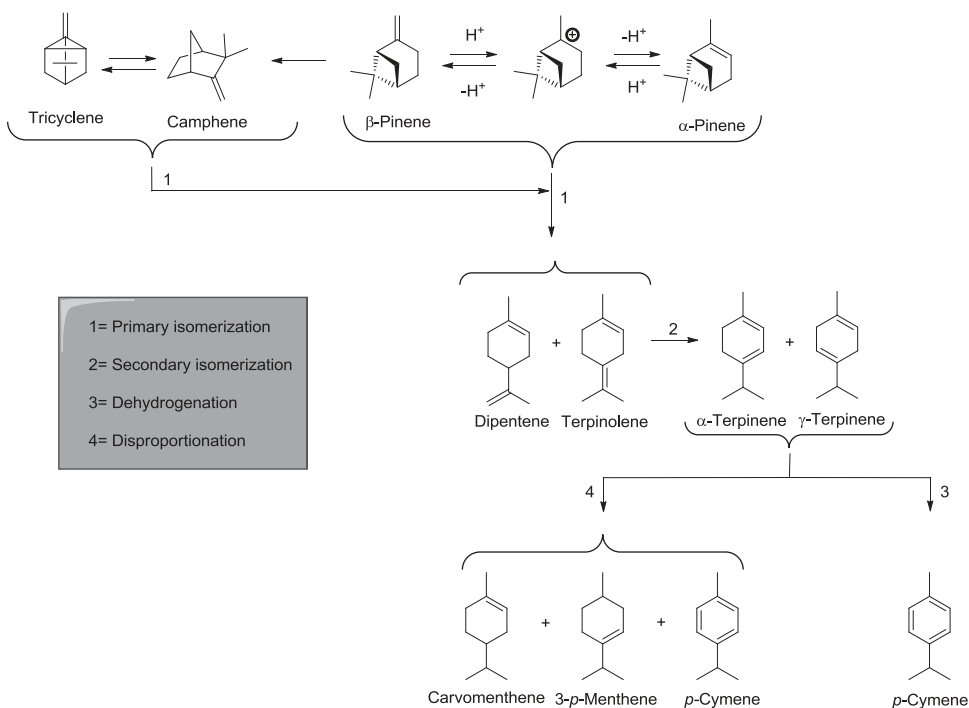 H⁺
-H⁺
-H⁺
H⁺
Tricyclene
Camphene
β-Pinene
α-Pinene
1
1
1= Primary isomerization
2= Secondary isomerization
3= Dehydrogenation
4= Disproportionation
+
2
+
Dipentene
Terpinolene
α-Terpinene
γ-Terpinene
4
3
+
+
Carvomenthene
3-p-Menthene
p-Cymene
p-Cymene